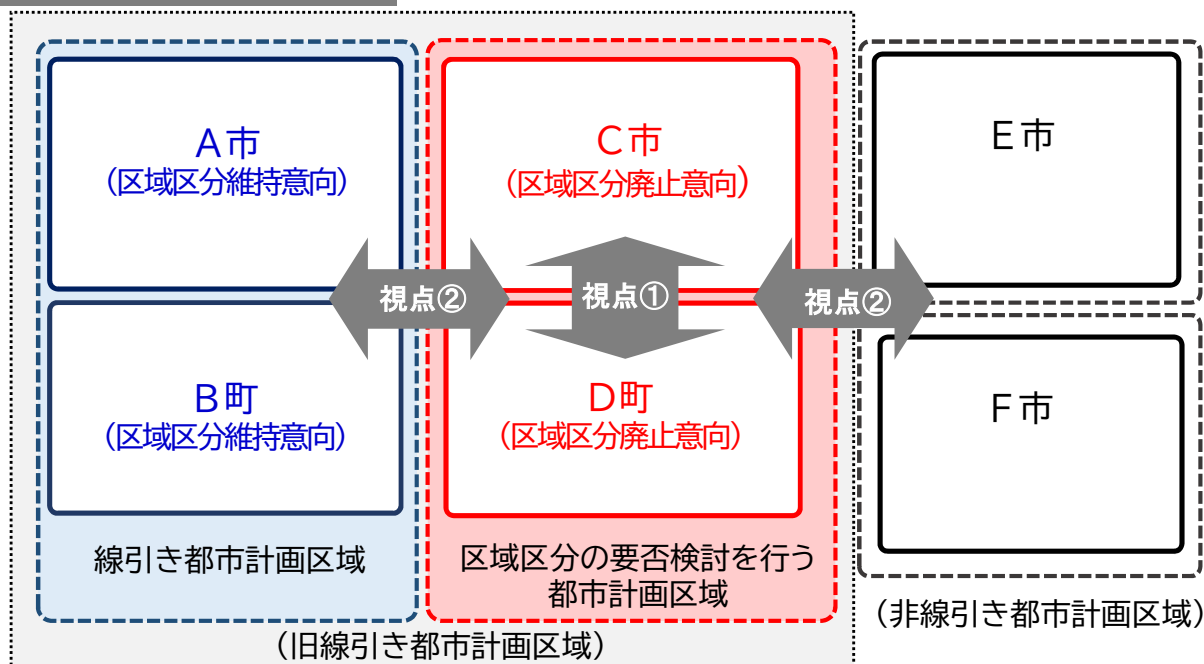 A市
(区域区分維持意向)
C市
(区域区分廃止意向)
E市
視点②
視点①
視点②
B町
(区域区分維持意向)
D町
(区域区分廃止意向)
F市
線引き都市計画区域
区域区分の要否検討を行う
都市計画区域
(非線引き都市計画区域)
(旧線引き都市計画区域)